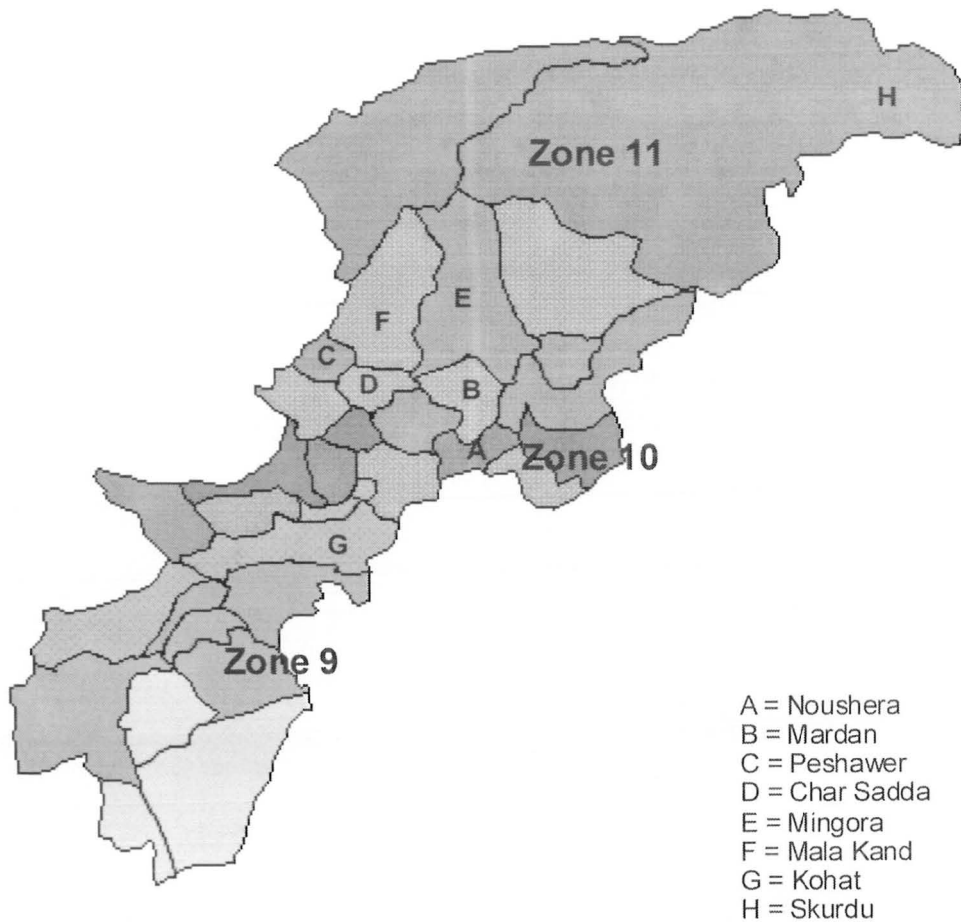 H
Zone 11
E
F
C
D
B
A
Zone 10
G
Zone 9
A = Noushera
B = Mardan
C = Peshawer
D = Char Sadda
E = Mingora
F = Mala Kand
G = Kohat
H = Skurdu